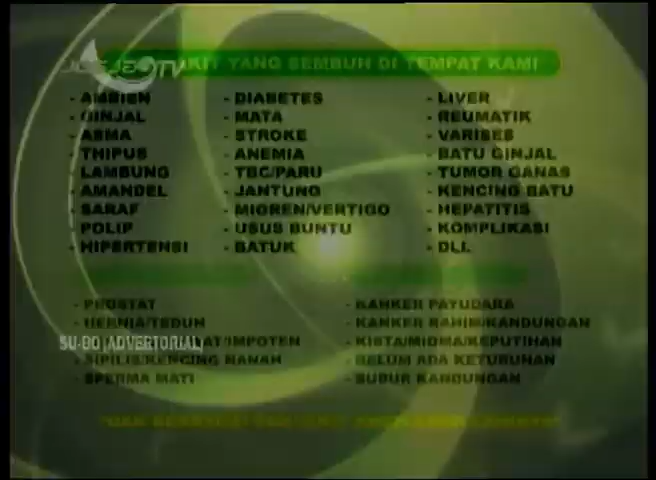 YANG SEMBUH DI TEMPAT KAMI
- AMBIEN
- GINJAL
- ASMA
- THIPUS
LAMBUNG
- AMANDEL
- SARAF
- POLIP
- HIPERTENSI
- DIABETES
- MATA
- STROKE
- ANEMIA
- TBC/PARU
- JANTUNG
- MIGREN/VERTIGO
- USUS BUNTU
- BATUK
- LIVER
- REUMATIK
- VARISES
- BATU GINJAL
- TUMOR GANAS
- KENCING BATU
- HEPATITIS
- KOMPLIKASI
- DLL.
- PROSTAT
- HERNIA/TEDUN
SU-DO (ADVERTORIAL)
- SIPILIS/KENCING NANAH
- SPERMA MATI
- KANKER PAYUDARA
- KANKER RAHIM/KANDUNGAN
- KISTA/MIOMA/KEPUTIHAN
- BELUM ADA KETURUNAN
- SUBUR KANDUNGAN